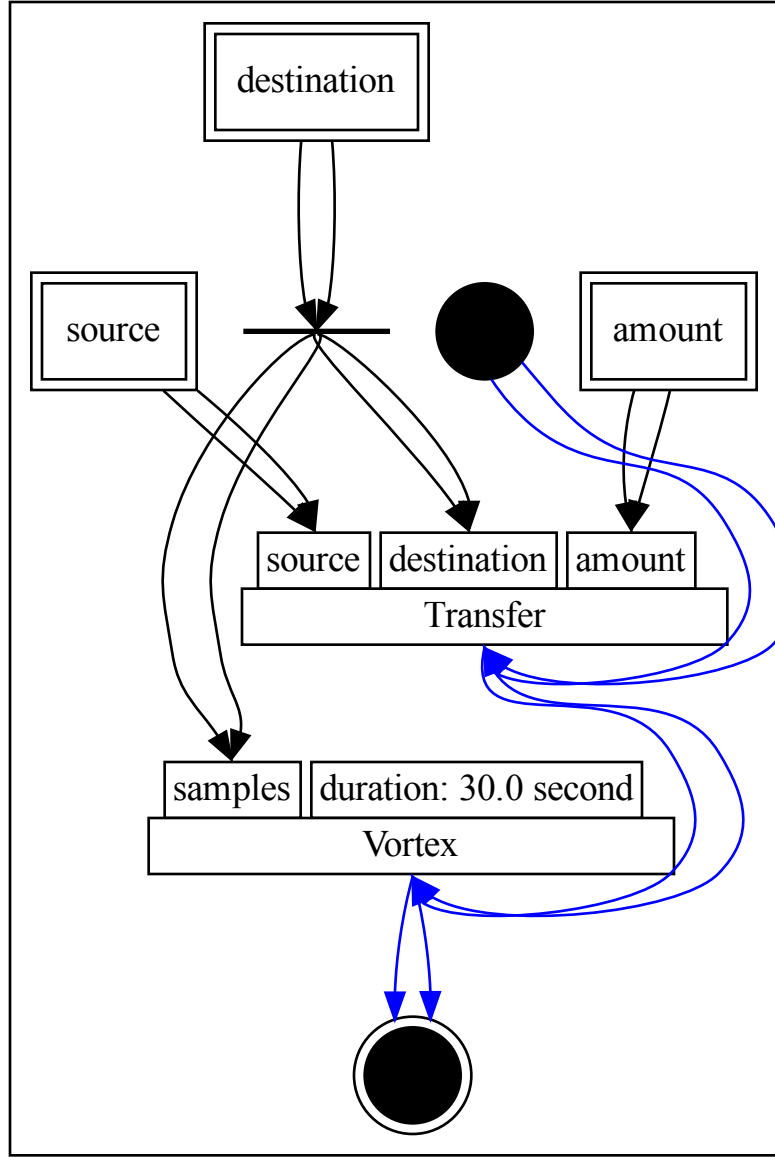 destination
source
amount
source
destination
amount
Transfer
samples
duration: 30.0 second
Vortex